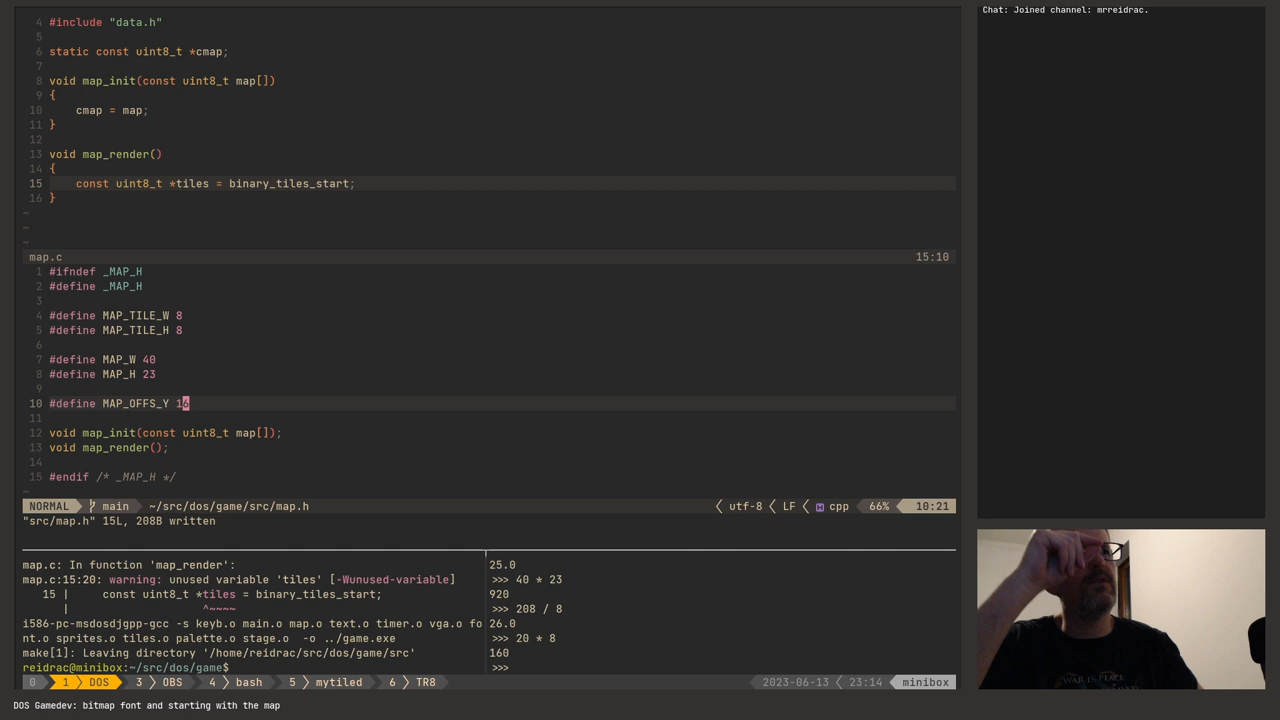 4 #include "data.h"
5
6 static const uint8_t *cmap;
7
8 void map_init(const uint8_t map[])
9 {
10 cmap = map;
11 }
12
13 void map_render()
14 {
15 const uint8_t *tiles = binary_tiles_start;
16 }
~
~
~
map.c 15:10
1 #ifndef _MAP_H
2 #define _MAP_H
3
4 #define MAP_TILE_W 8
5 #define MAP_TILE_H 8
6
7 #define MAP_W 40
8 #define MAP_H 23
9
10 #define MAP_OFFS_Y 16
11
12 void map_init(const uint8_t map[]);
13 void map_render();
14
15 #endif /* _MAP_H */
~
NORMAL main ~/src/dos/game/src/map.h utf-8 LF cpp 66% 10:21
"src/map.h" 15L, 208B written
map.c: In function 'map_render':
map.c:15:20: warning: unused variable 'tiles' [-Wunused-variable]
15 | const uint8_t *tiles = binary_tiles_start;
| ^~~~~
i586-pc-msdosdjgpp-gcc -s keyb.o main.o map.o text.o timer.o vga.o fo
nt.o sprites.o tiles.o palette.o stage.o -o ../game.exe
make[1]: Leaving directory '/home/reidrac/src/dos/game/src'
reidrac@minibox:~/src/dos/game$
25.0
>>> 40 * 23
920
>>> 208 / 8
26.0
>>> 20 * 8
160
>>>
0 1 DOS 3 OBS 4 bash 5 mytiled 6 TR8 2023-06-13 23:14 minibox
DOS Gamedev: bitmap font and starting with the map
Chat: Joined channel: mrreidrac.
WAR IS PEACE